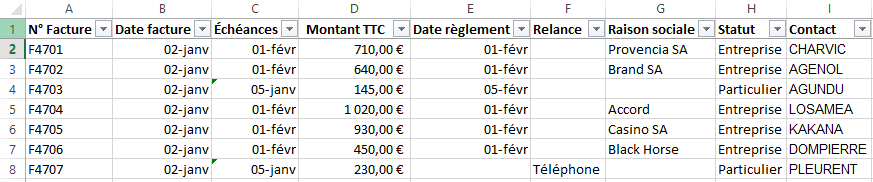 A B C D E F G H I
1 N° Facture Date facture Échéances Montant TTC Date règlement Relance Raison sociale Statut Contact
2 F4701 02-janv 01-févr 710,00 € 01-févr Provencia SA Entreprise CHARVIC
3 F4702 02-janv 01-févr 640,00 € 01-févr Brand SA Entreprise AGENOL
4 F4703 02-janv 05-janv 145,00 € 05-févr Particulier AGUNDU
5 F4704 02-janv 01-févr 1 020,00 € 01-févr Accord Entreprise LOSAMEA
6 F4705 02-janv 01-févr 930,00 € 01-févr Casino SA Entreprise KAKANA
7 F4706 02-janv 01-févr 450,00 € 01-févr Black Horse Entreprise DOMPIERRE
8 F4707 02-janv 05-janv 230,00 € Téléphone Particulier PLEURENT